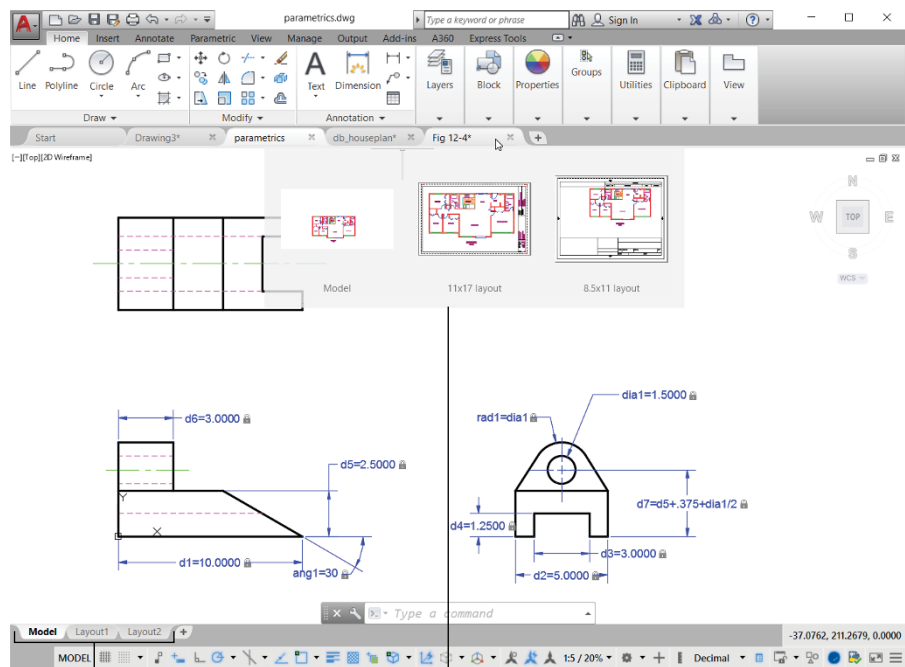 A
parametrics.dwg
Type a keyword or phrase
Sign In
?
Home Insert Annotate Parametric View Manage Output Add-ins A360 Express Tools
Line Polyline Circle Arc
A
Text Dimension
Layers Block Properties Groups Utilities Clipboard View
Draw Modify Annotation
Start Drawing3* parametrics db_houseplan* Fig 12-4*
[−][Top][2D Wireframe]
N
W TOP E
S
WCS
Model 11x17 layout 8.5x11 layout
dia1=1.5000
rad1=dia1
d6=3.0000
d5=2.5000
d7=d5+.375+dia1/2
Y
d4=1.2500
X
d3=3.0000
d1=10.0000
ang1=30
d2=5.0000
Type a command
Model Layout1 Layout2 +
-37.0762, 211.2679, 0.0000
MODEL 1:5 / 20% Decimal